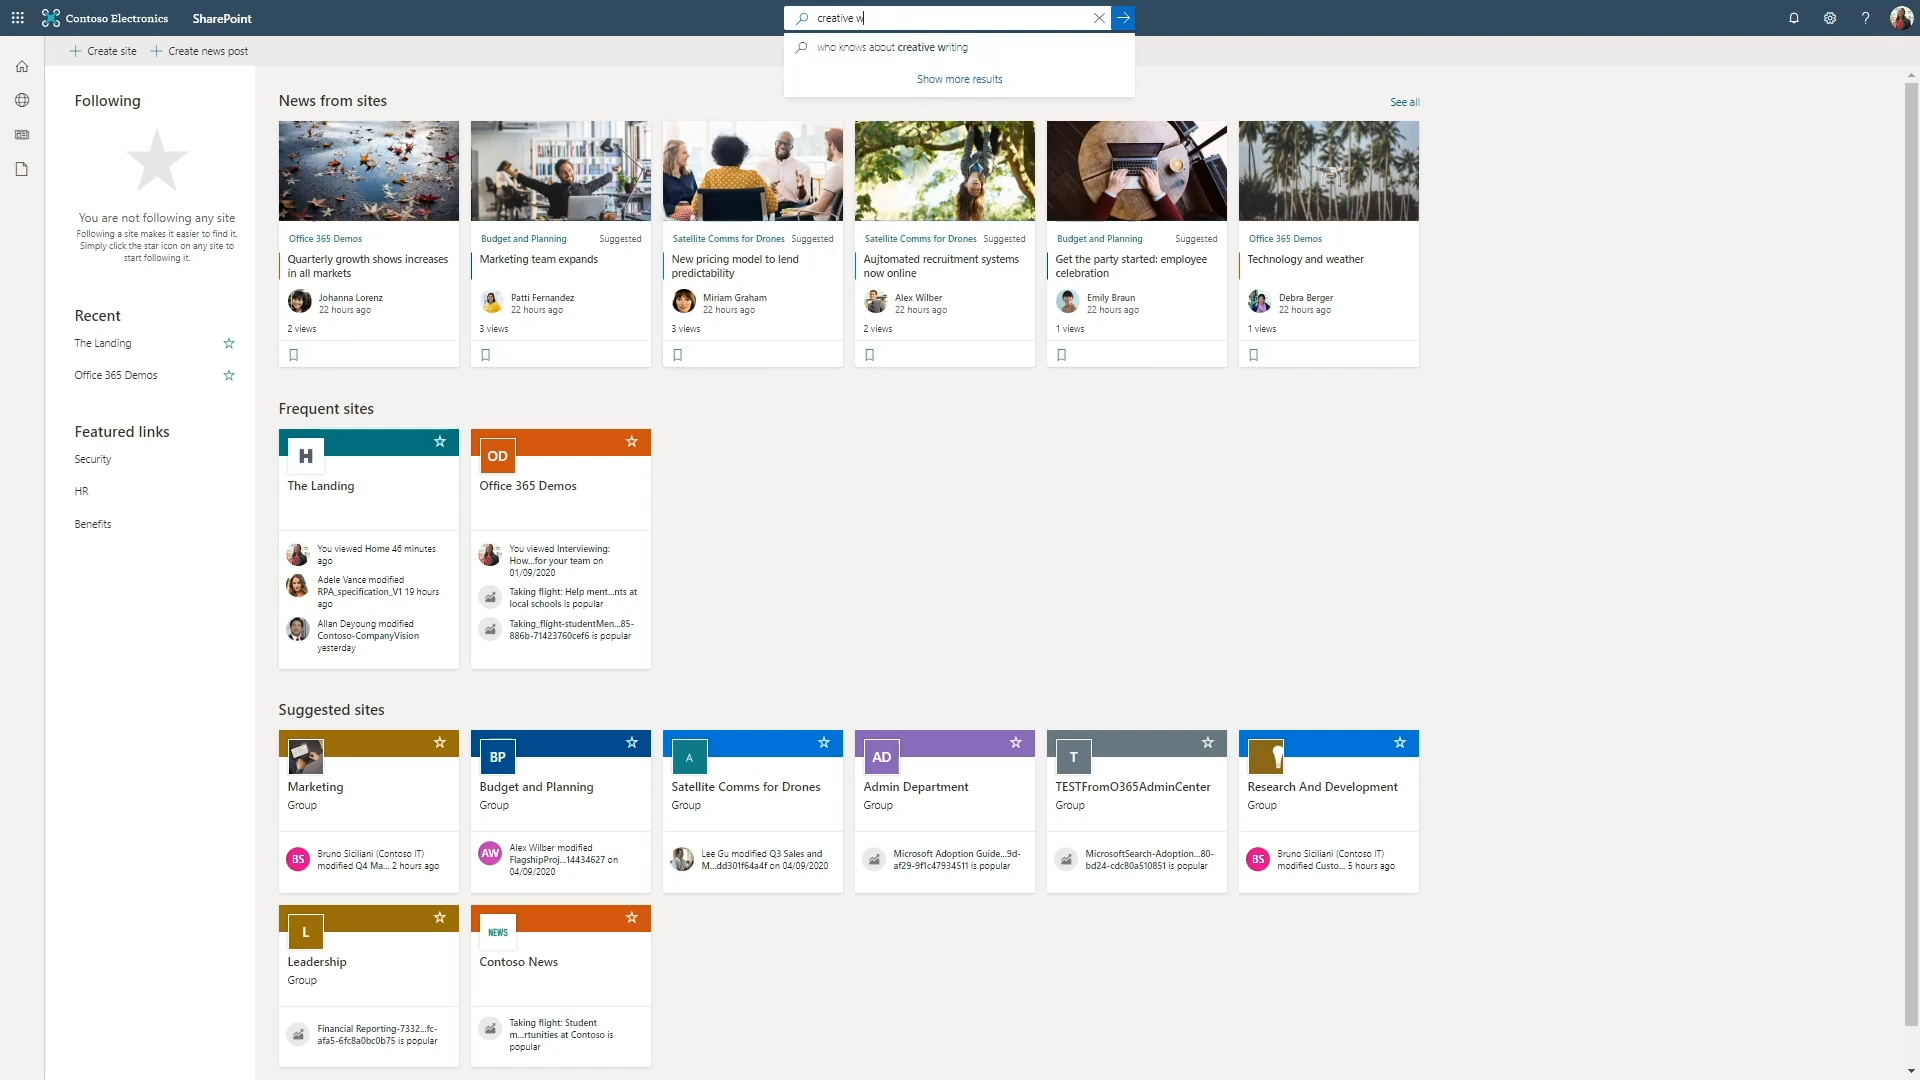 Contoso Electronics
SharePoint
creative w
who knows about creative writing
Show more results
Create site
Create news post
Following
You are not following any site
Following a site makes it easier to find it.
Simply click the star icon on any site to
start following it.
Recent
The Landing
Office 365 Demos
Featured links
Security
HR
Benefits
News from sites
See all
Office 365 Demos
Quarterly growth shows increases
in all markets
Johanna Lorenz
22 hours ago
2 views
Budget and Planning
Suggested
Marketing team expands
Patti Fernandez
22 hours ago
3 views
Satellite Comms for Drones
Suggested
New pricing model to lend
predictability
Miriam Graham
22 hours ago
3 views
Satellite Comms for Drones
Suggested
Aujtomated recruitment systems
now online
Alex Wilber
22 hours ago
2 views
Budget and Planning
Suggested
Get the party started: employee
celebration
Emily Braun
22 hours ago
1 views
Office 365 Demos
Technology and weather
Debra Berger
22 hours ago
1 views
Frequent sites
H
The Landing
You viewed Home 46 minutes
ago
Adele Vance modified
RPA_specification_V1 19 hours
ago
Allan Deyoung modified
Contoso-CompanyVision
yesterday
OD
Office 365 Demos
You viewed Interviewing:
How...for your team on
01/09/2020
Taking flight: Help ment...nts at
local schools is popular
Taking_flight-studentMen...85-
886b-71423760cef6 is popular
Suggested sites
Marketing
Group
BS
Bruno Siciliani (Contoso IT)
modified Q4 Ma... 2 hours ago
BP
Budget and Planning
Group
AW
Alex Wilber modified
FlagshipProj...14434627 on
04/09/2020
A
Satellite Comms for Drones
Group
Lee Gu modified Q3 Sales and
M...dd301f64a4f on 04/09/2020
AD
Admin Department
Group
Microsoft Adoption Guide...9d-
af29-9f1c47934511 is popular
T
TESTFromO365AdminCenter
Group
MicrosoftSearch-Adoption...80-
bd24-cdc80a510851 is popular
Research And Development
Group
BS
Bruno Siciliani (Contoso IT)
modified Custo... 5 hours ago
L
Leadership
Group
Financial Reporting-7332...fc-
afa5-6fc8a0bc0b75 is popular
NEWS
Contoso News
Taking flight: Student
m...rtunities at Contoso is
popular